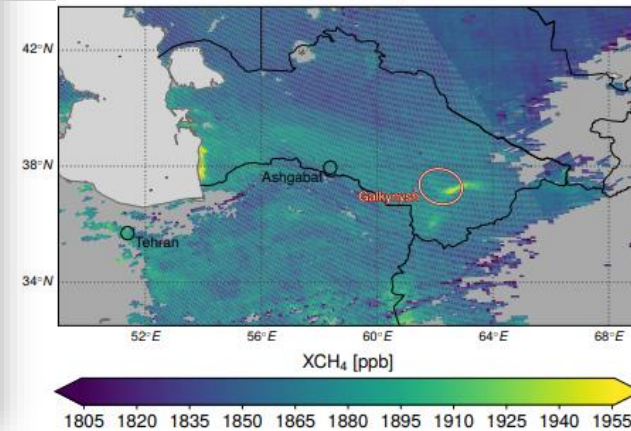 42°N
38°N
34°N
Ashgabat
Galkynysh
Tehran
52°E 56°E 60°E 64°E 68°E
XCH₄ [ppb]
1805 1820 1835 1850 1865 1880 1895 1910 1925 1940 1955